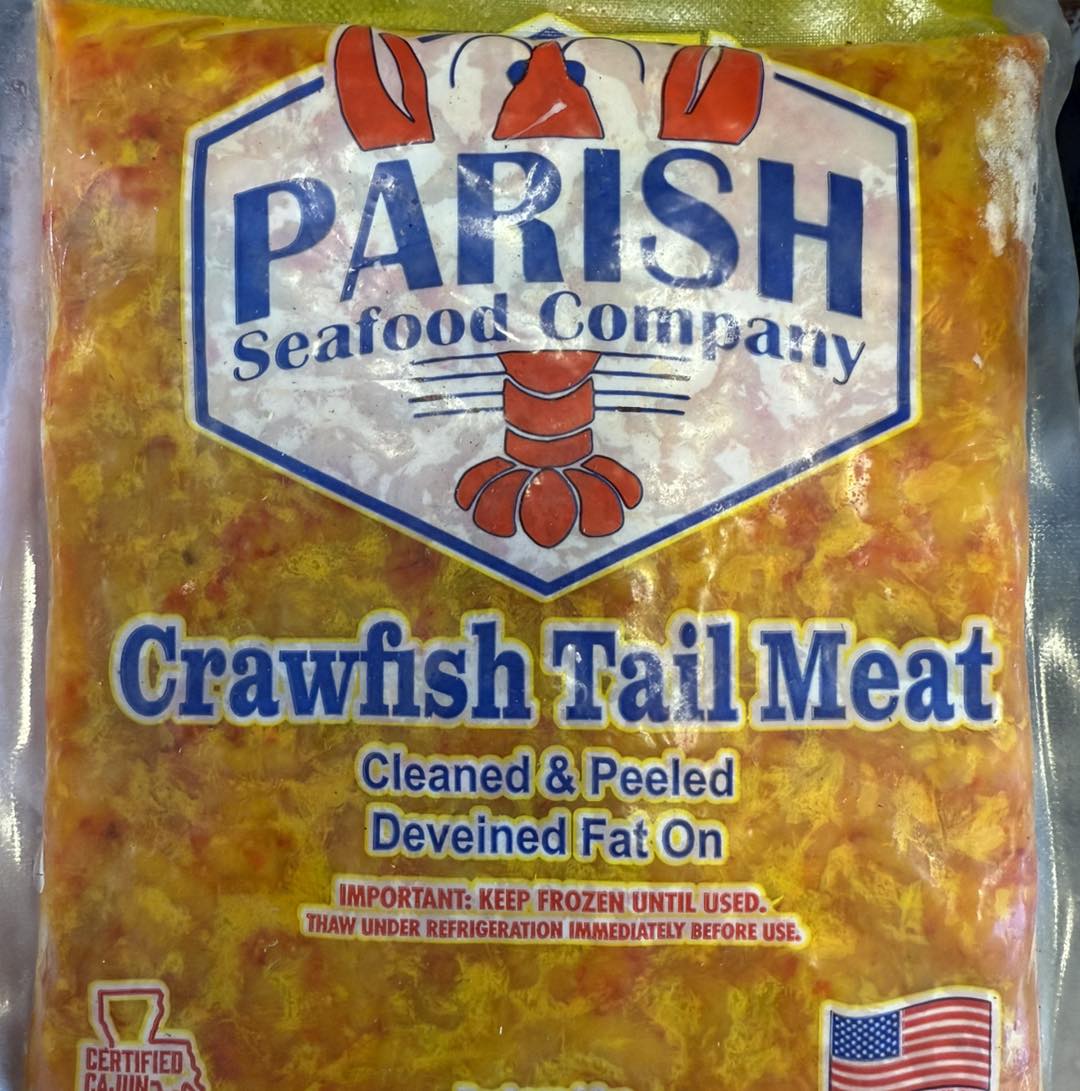 PARISH
Seafood Company
Crawfish Tail Meat
Cleaned & Peeled
Deveined Fat On
IMPORTANT: KEEP FROZEN UNTIL USED.
THAW UNDER REFRIGERATION IMMEDIATELY BEFORE USE.
CERTIFIED
CAJUN